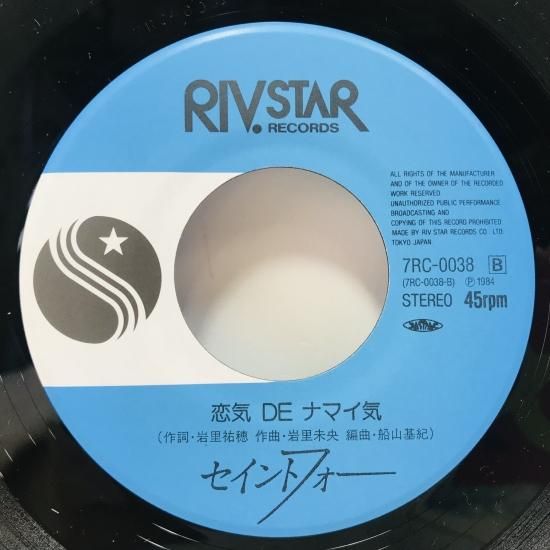 RIV.STAR
RECORDS
ALL RIGHTS OF THE MANUFACTURER
AND OF THE OWNER OF THE RECORDED
WORK RESERVED
UNAUTHORIZED PUBLIC PERFORMANCE
BROADCASTING AND
COPYING OF THIS RECORD PROHIBITED
MADE BY RIV STAR RECORDS CO. LTD.
TOKYO JAPAN.
7RC-0038 B
(7RC-0038-B) Ⓟ 1984
STEREO 45rpm
恋気 DE ナマイ気
(作詞・岩里祐穂 作曲・岩里未央 編曲・船山基紀)
セイントフォー